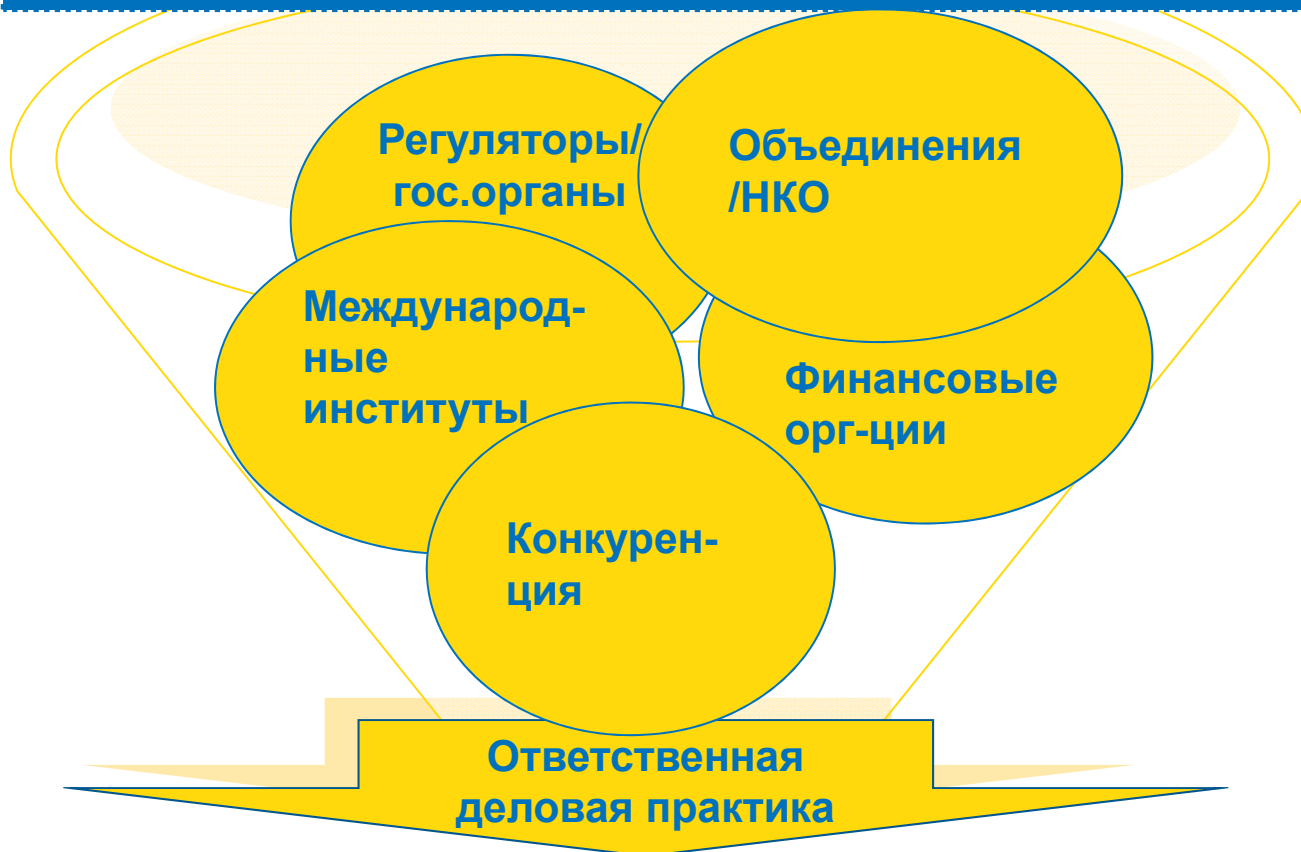 Регуляторы/
гос.органы
Объединения
/НКО
Международ-
ные
институты
Финансовые
орг-ции
Конкурен-
ция
Ответственная
деловая практика